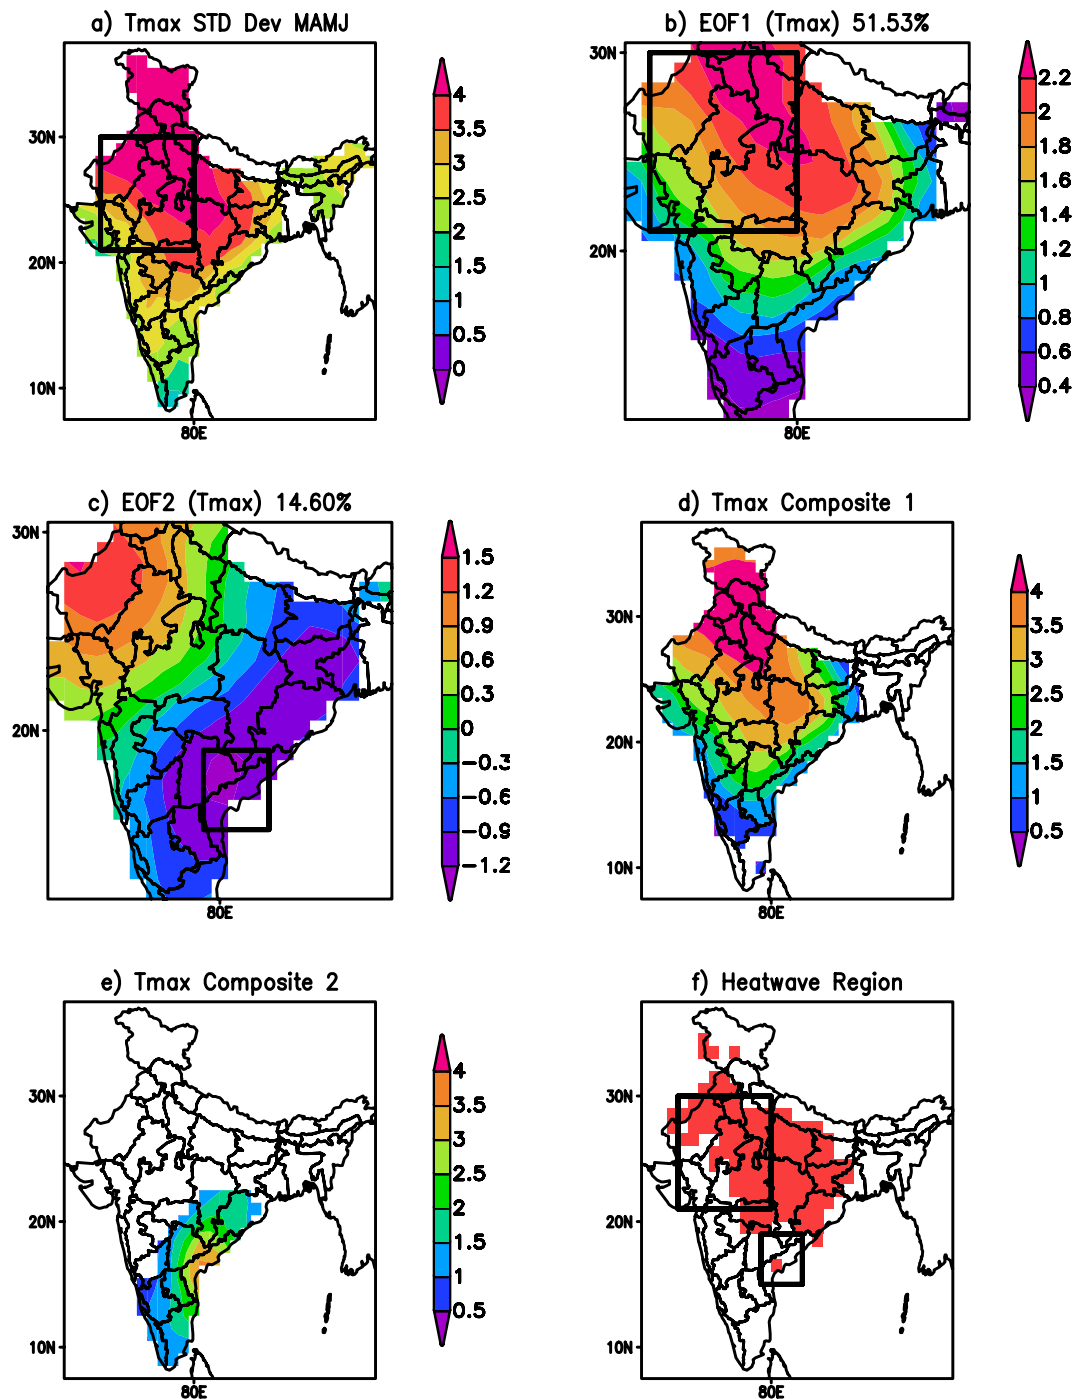 a) Tmax STD Dev MAMJ
30N
20N
10N
80E
4
3.5
3
2.5
2
1.5
1
0.5
0
b) EOF1 (Tmax) 51.53%
30N
20N
80E
2.2
2
1.8
1.6
1.4
1.2
1
0.8
0.6
0.4
c) EOF2 (Tmax) 14.60%
30N
20N
80E
1.5
1.2
0.9
0.6
0.3
0
−0.3
−0.6
−0.9
−1.2
d) Tmax Composite 1
30N
20N
10N
80E
4
3.5
3
2.5
2
1.5
1
0.5
e) Tmax Composite 2
30N
20N
10N
80E
4
3.5
3
2.5
2
1.5
1
0.5
f) Heatwave Region
30N
20N
10N
80E